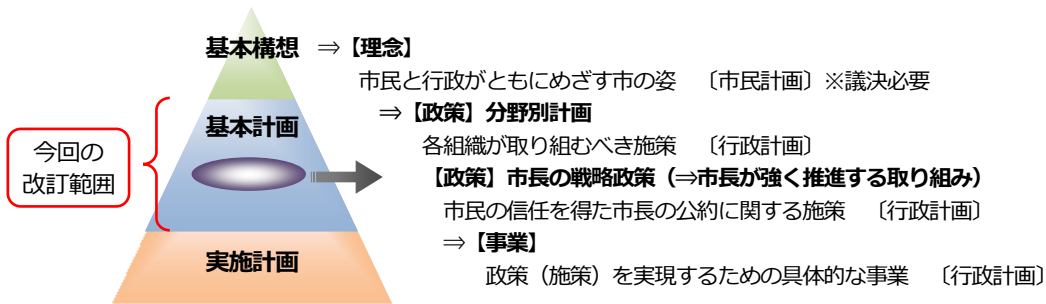 基本構想 ⇒【理念】
市民と行政がともにめざす市の姿 〔市民計画〕※議決必要
⇒【政策】分野別計画
基本計画
各組織が取り組むべき施策 〔行政計画〕
今回の
改訂範囲
【政策】市長の戦略政策(⇒市長が強く推進する取り組み)
市民の信任を得た市長の公約に関する施策 〔行政計画〕
⇒【事業】
実施計画
政策(施策)を実現するための具体的な事業 〔行政計画〕